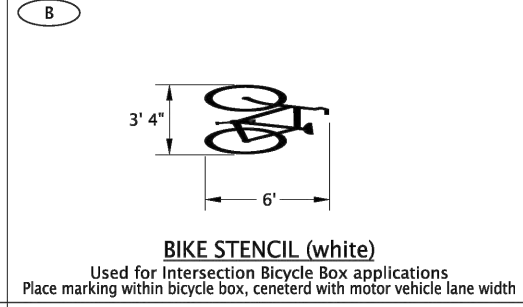 B
3' 4"
6'
BIKE STENCIL (white)
Used for Intersection Bicycle Box applications
Place marking within bicycle box, ceneterd with motor vehicle lane width